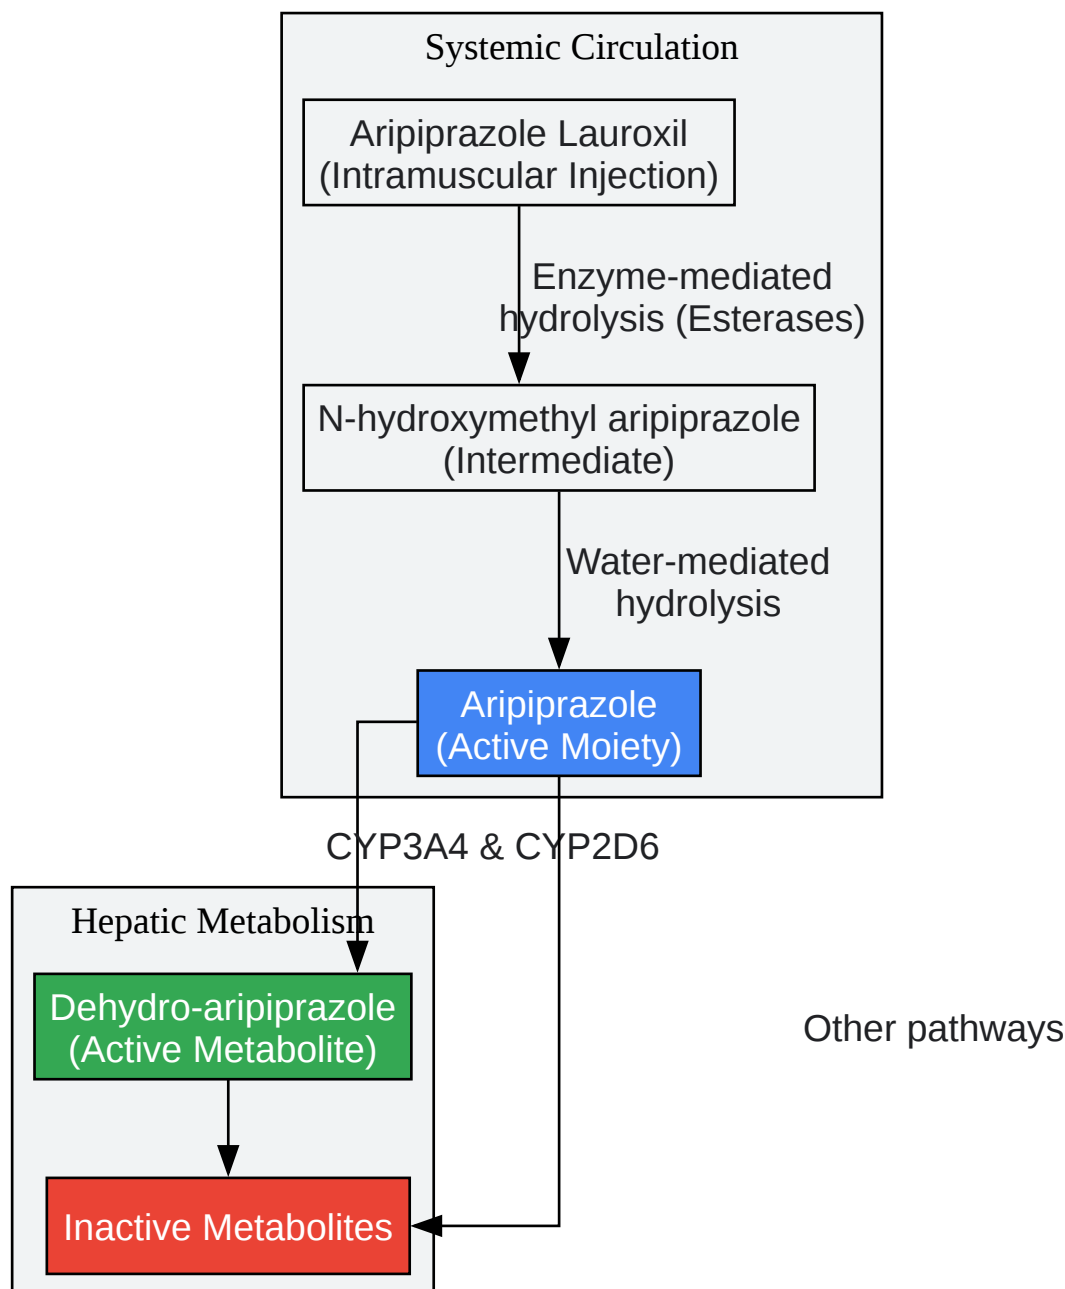 Systemic Circulation
Aripiprazole Lauroxil
(Intramuscular Injection)
Enzyme-mediated
hydrolysis (Esterases)
N-hydroxymethyl aripiprazole
(Intermediate)
Water-mediated
hydrolysis
Aripiprazole
(Active Moiety)
CYP3A4 & CYP2D6
Hepatic Metabolism
Dehydro-aripiprazole
(Active Metabolite)
Other pathways
Inactive Metabolites